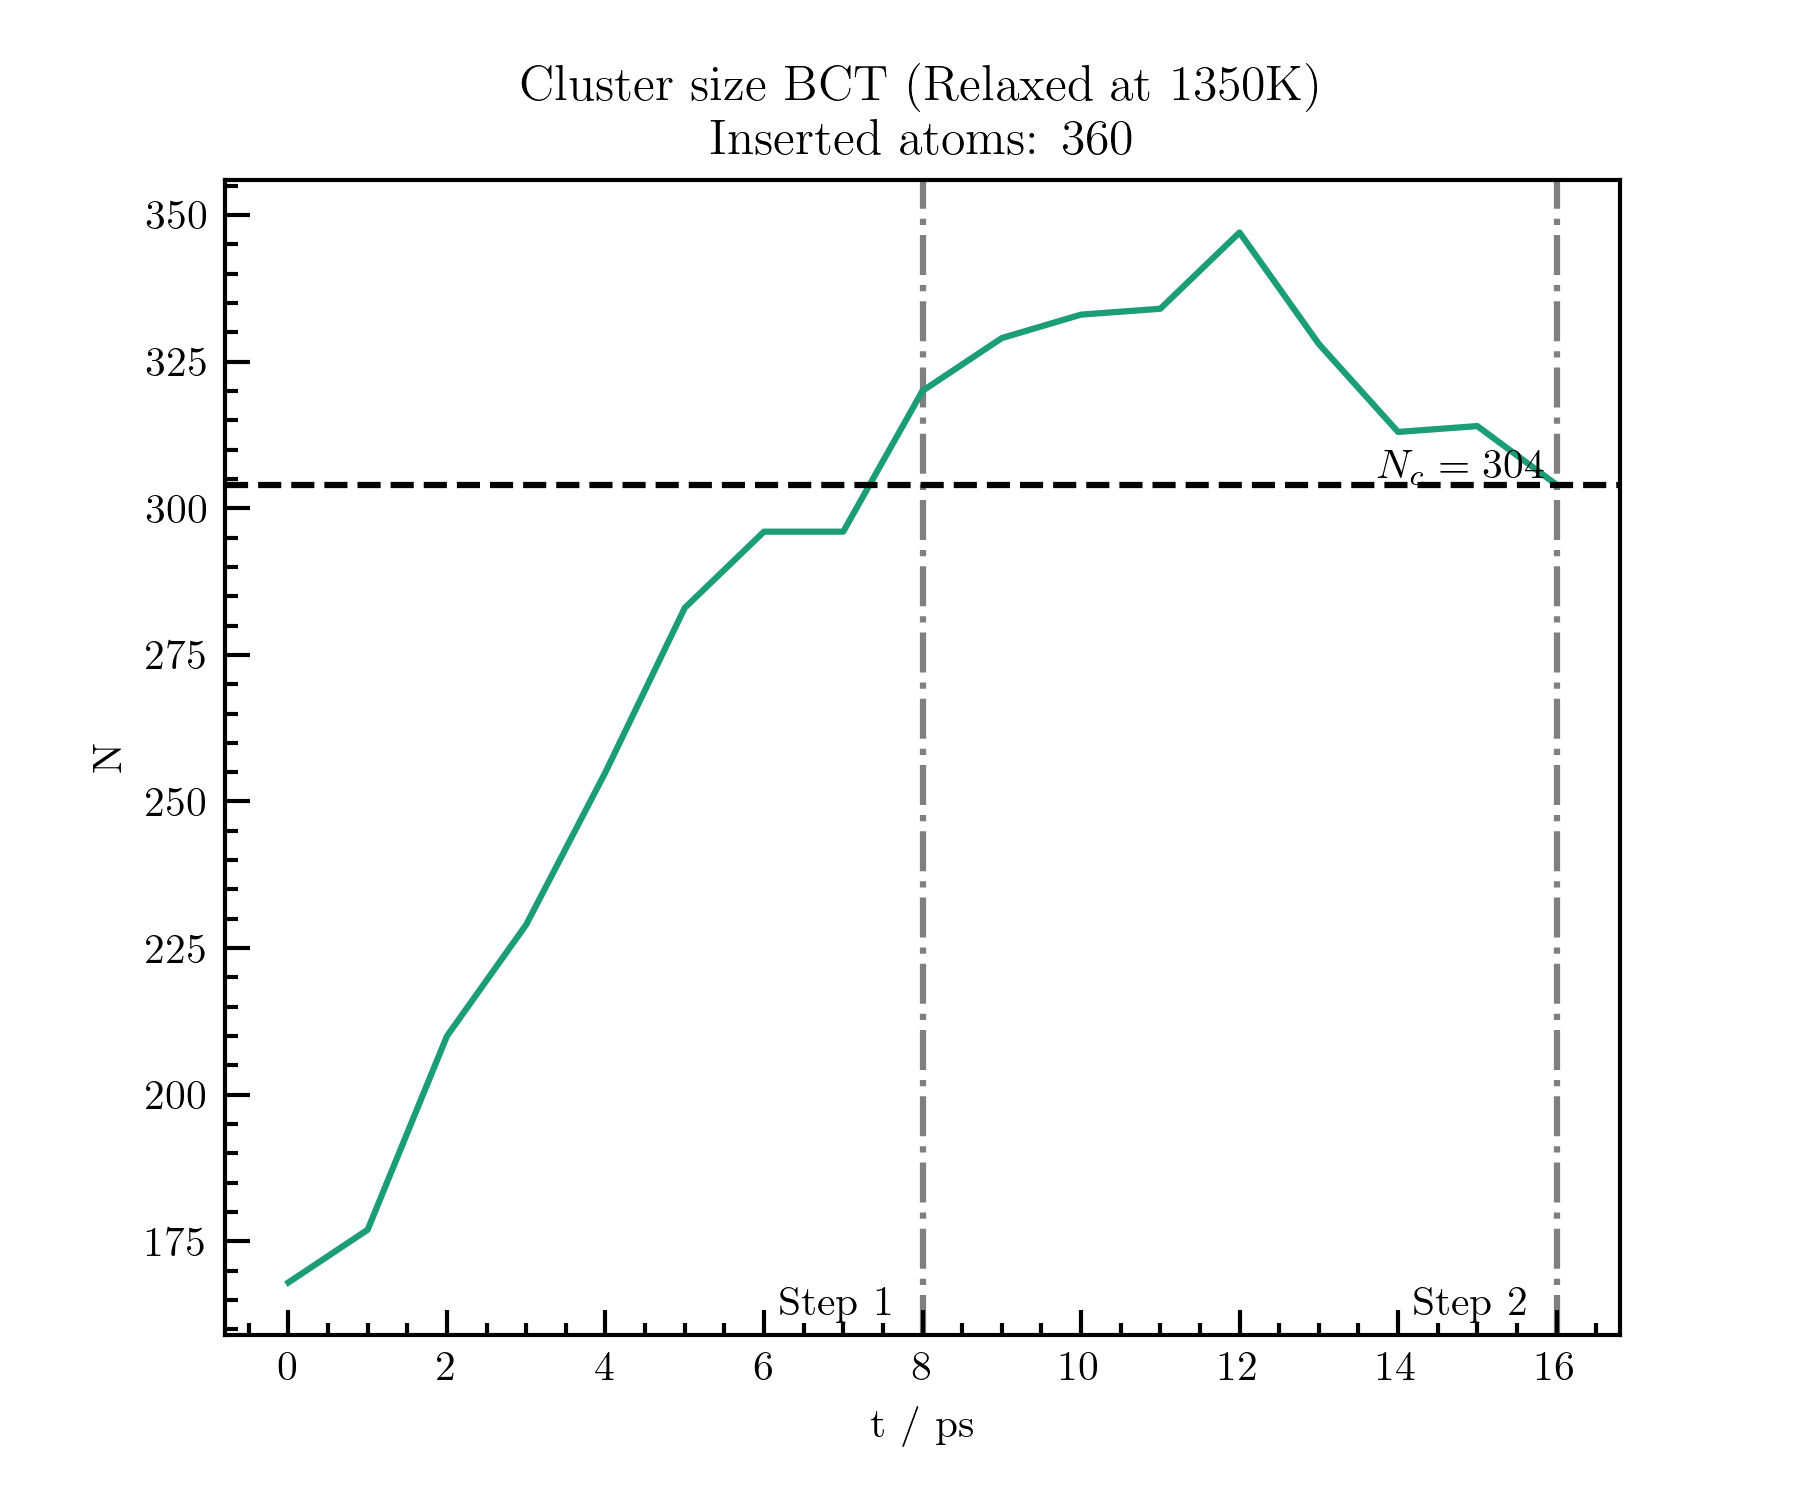 Cluster size BCT (Relaxed at 1350K)
Inserted atoms: 360
350
325
300
275
250
225
200
175
N
N_c = 304
Step 1
Step 2
0 2 4 6 8 10 12 14 16
t / ps